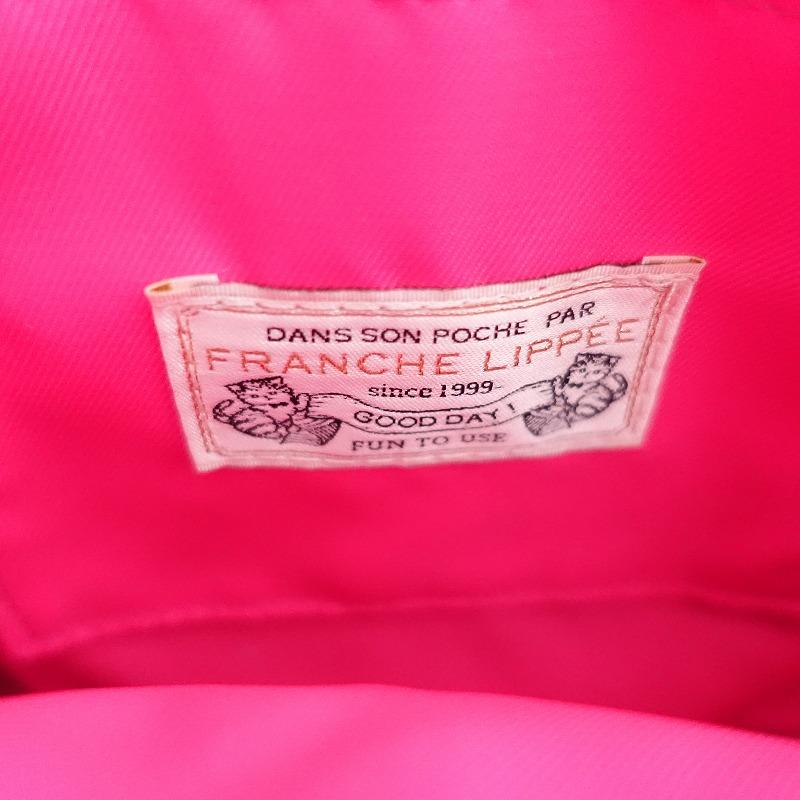 DANS SON POCHE PAR
FRANCHE LIPPÉE
since 1999
GOOD DAY!
FUN TO USE